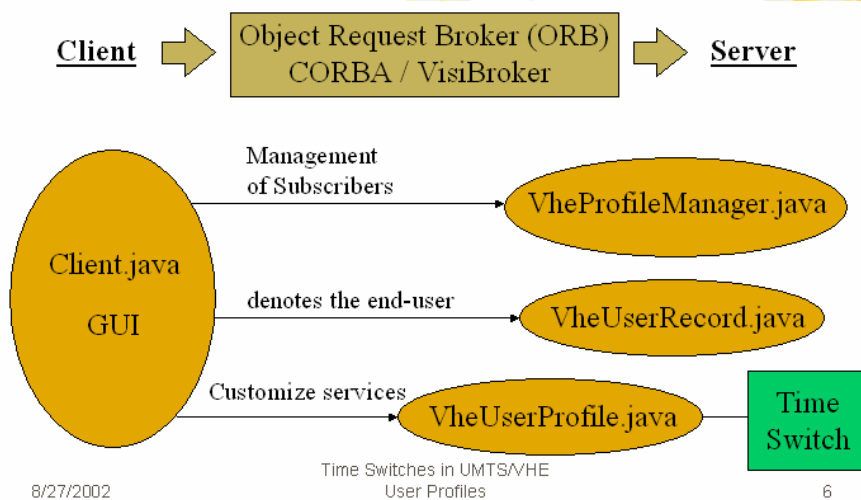 Client
Object Request Broker (ORB)
CORBA / VisiBroker
Server
Management
of Subscribers
VheProfileManager.java
Client.java
GUI
denotes the end-user
VheUserRecord.java
Customize services
VheUserProfile.java
Time
Switch
8/27/2002
Time Switches in UMTS/VHE
User Profiles
6